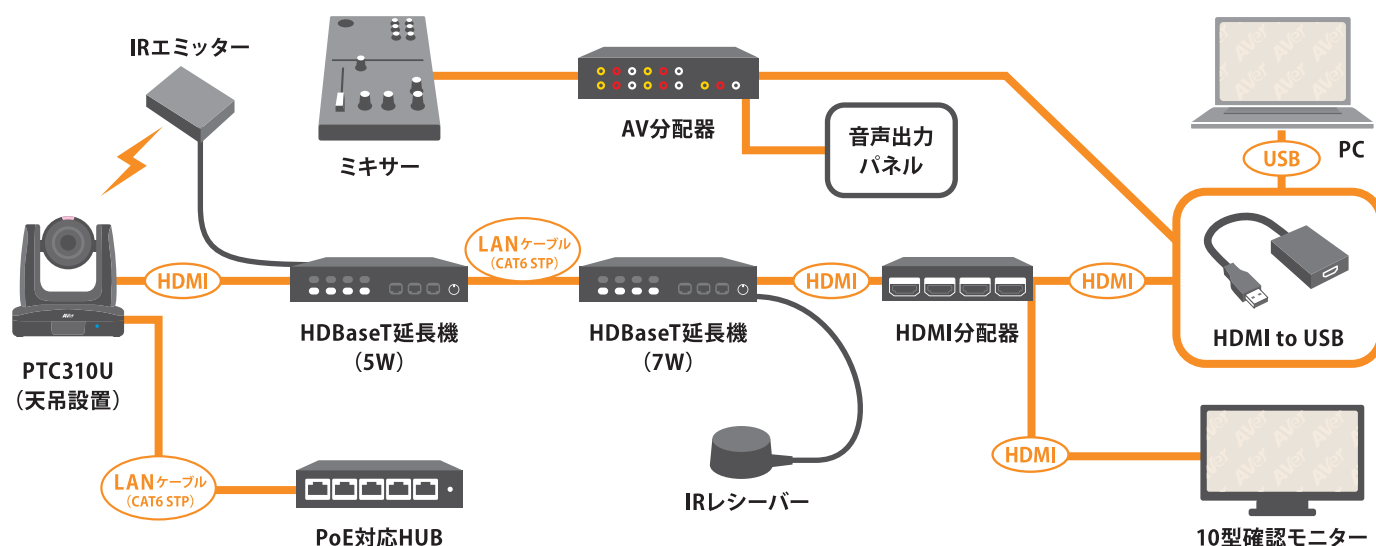 IRエミッター
ミキサー
AV分配器
音声出力
パネル
PC
USB
AVer
HDMI
LANケーブル
(CAT6 STP)
HDMI
HDMI
HDBaseT延長機
（5W）
HDBaseT延長機
（7W）
HDMI分配器
HDMI to USB
PTC310U
（天吊設置）
HDMI
LANケーブル
(CAT6 STP)
IRレシーバー
PoE対応HUB
10型確認モニター